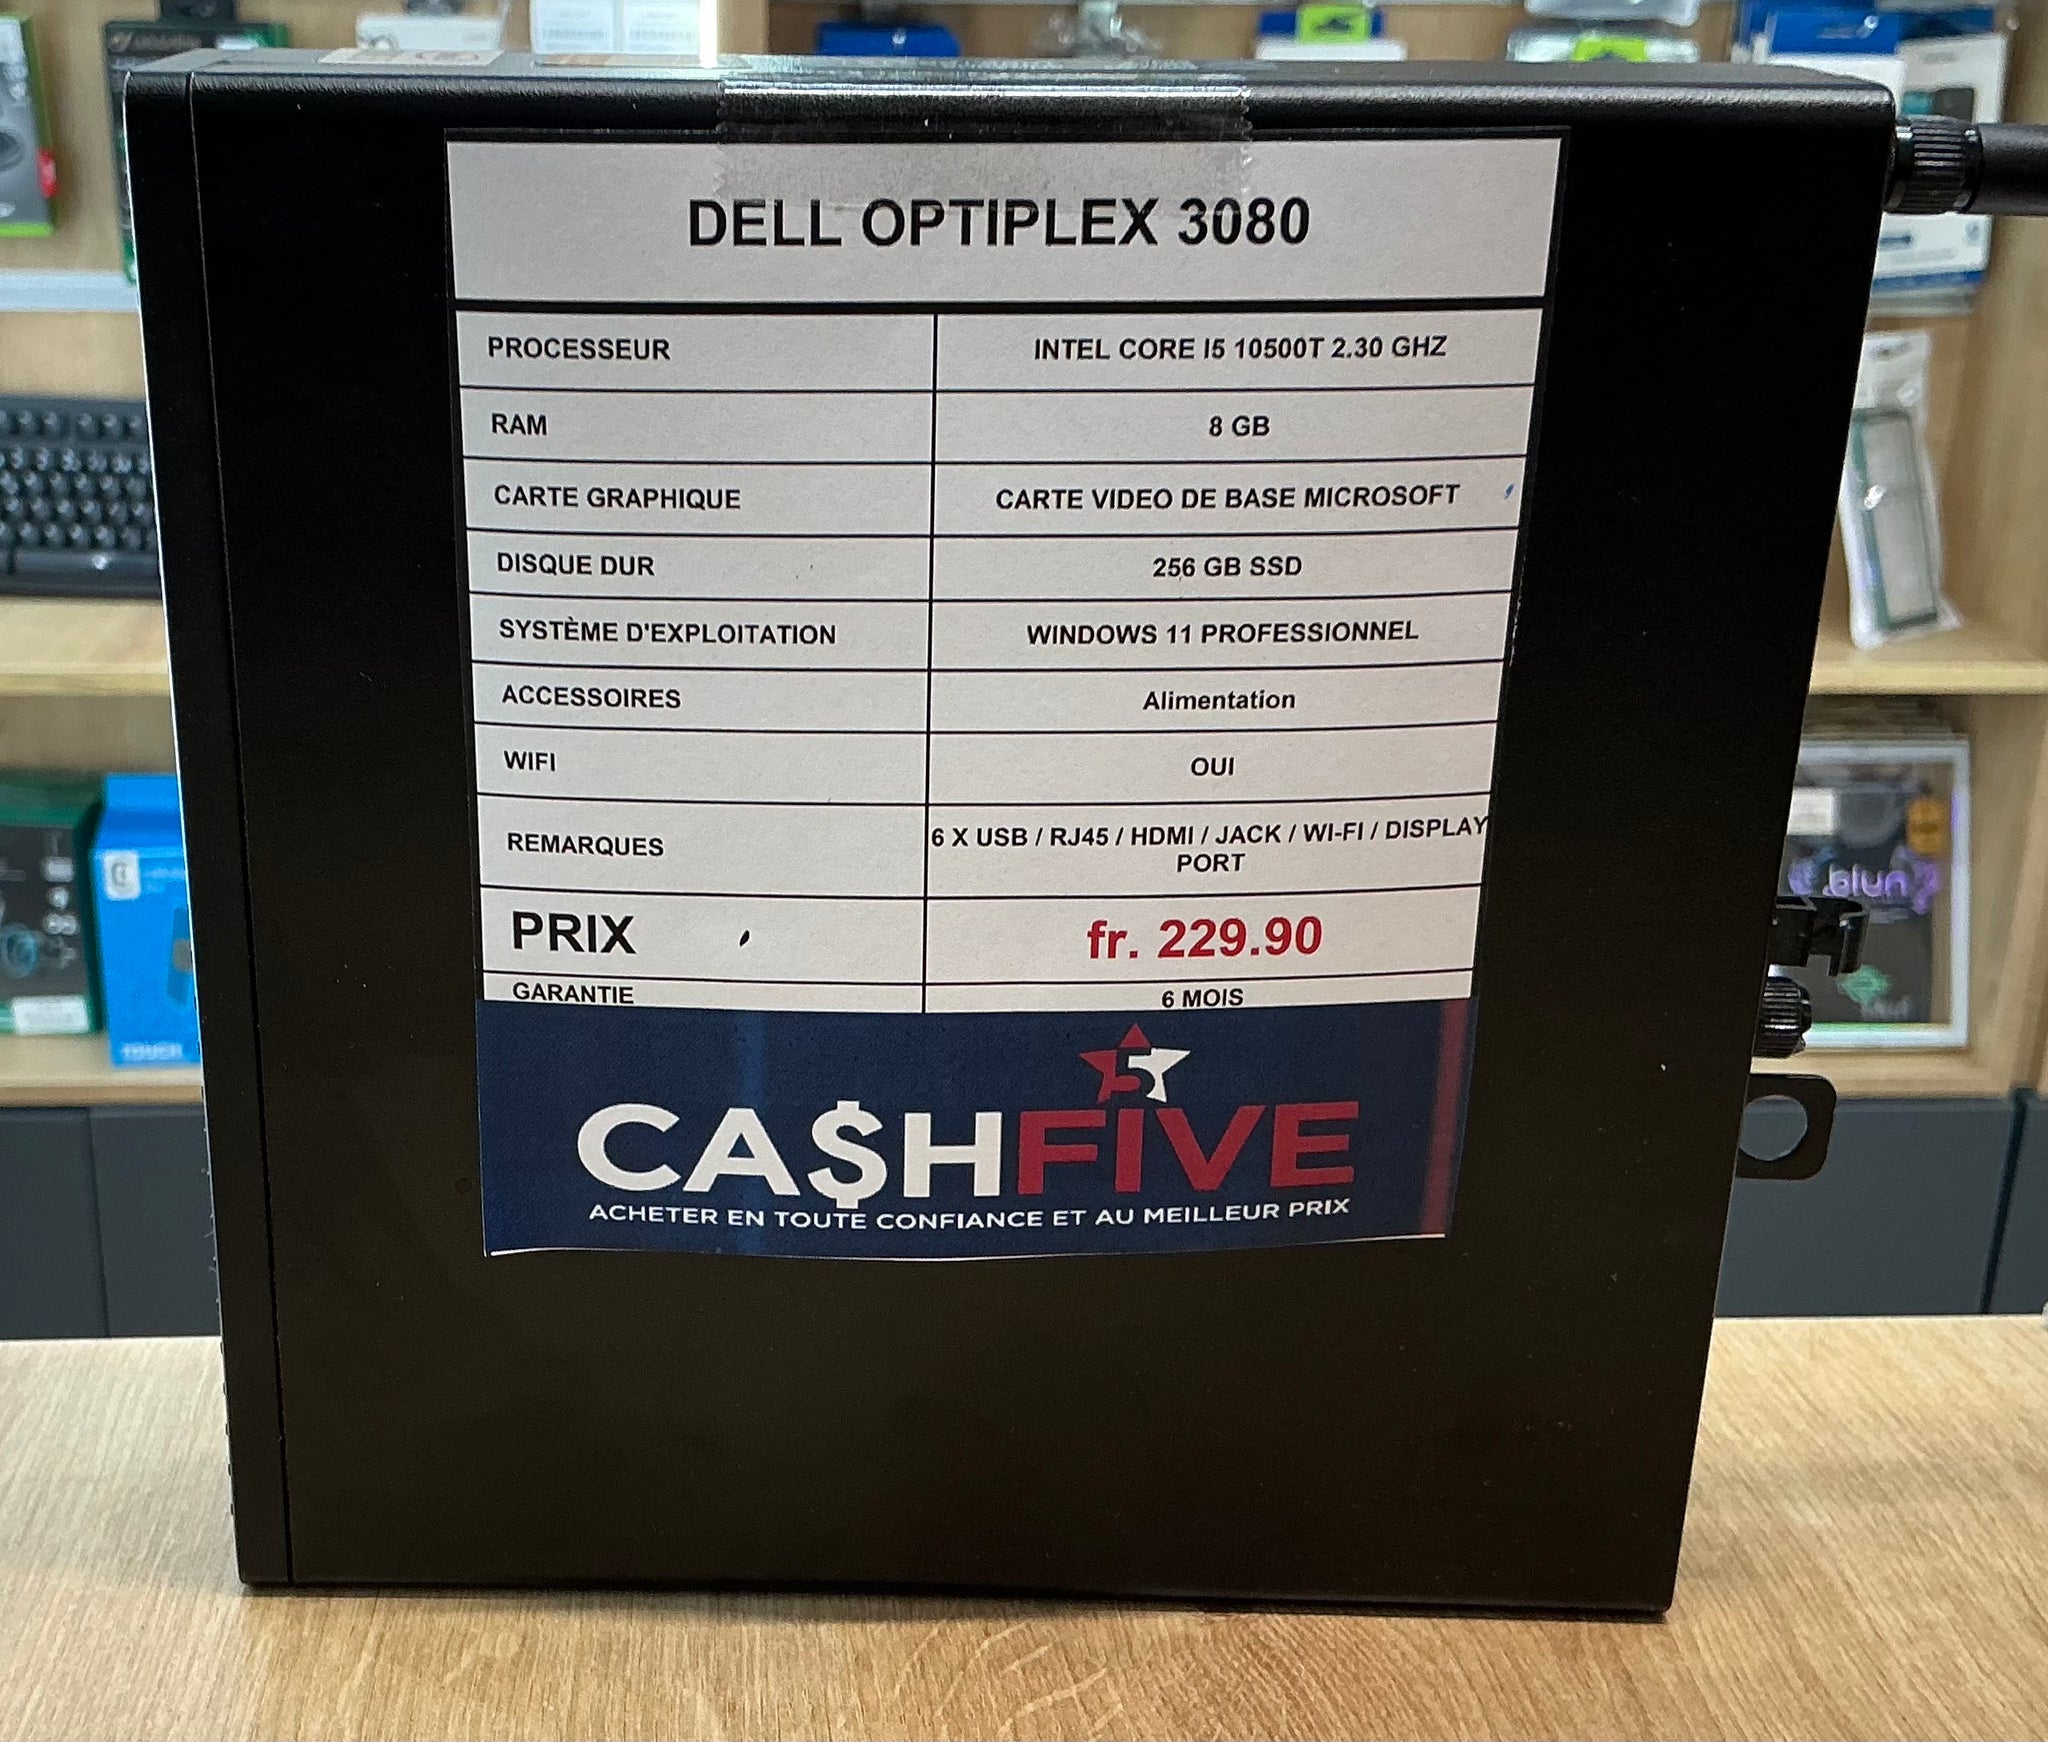 DELL OPTIPLEX 3080
PROCESSEUR INTEL CORE I5 10500T 2.30 GHZ
RAM 8 GB
CARTE GRAPHIQUE CARTE VIDEO DE BASE MICROSOFT
DISQUE DUR 256 GB SSD
SYSTÈME D'EXPLOITATION WINDOWS 11 PROFESSIONNEL
ACCESSOIRES Alimentation
WIFI OUI
REMARQUES 6 X USB / RJ45 / HDMI / JACK / WI-FI / DISPLAY
PORT
PRIX fr. 229.90
GARANTIE 6 MOIS
5
CA$HFIVE
ACHETER EN TOUTE CONFIANCE ET AU MEILLEUR PRIX
TOUCH